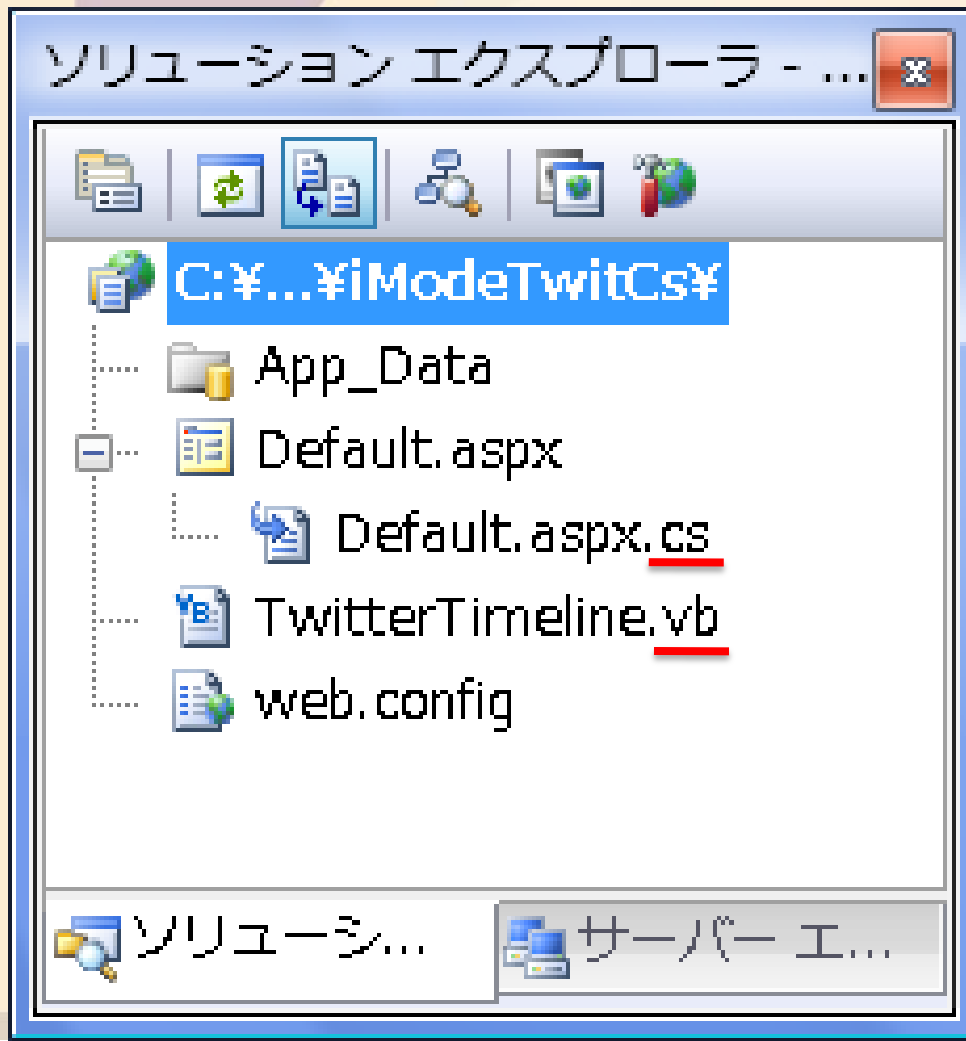 ソリューション エクスプローラ - ...
C:¥...¥iModeTwitCs¥
App_Data
Default.aspx
Default.aspx.cs
TwitterTimeline.vb
web.config
ソリューシ...
サーバー エ...